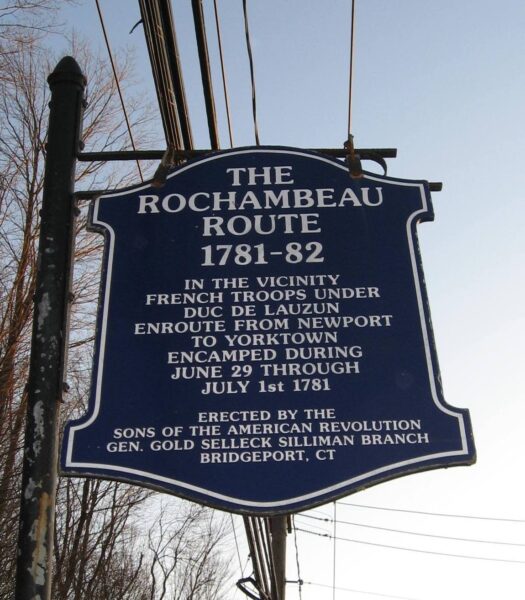 THE
ROCHAMBEAU
ROUTE
1781-82
IN THE VICINITY
FRENCH TROOPS UNDER
DUC DE LAUZUN
ENROUTE FROM NEWPORT
TO YORKTOWN
ENCAMPED DURING
JUNE 29 THROUGH
JULY 1st 1781
ERECTED BY THE
SONS OF THE AMERICAN REVOLUTION
GEN. GOLD SELLECK SILLIMAN BRANCH
BRIDGEPORT, CT